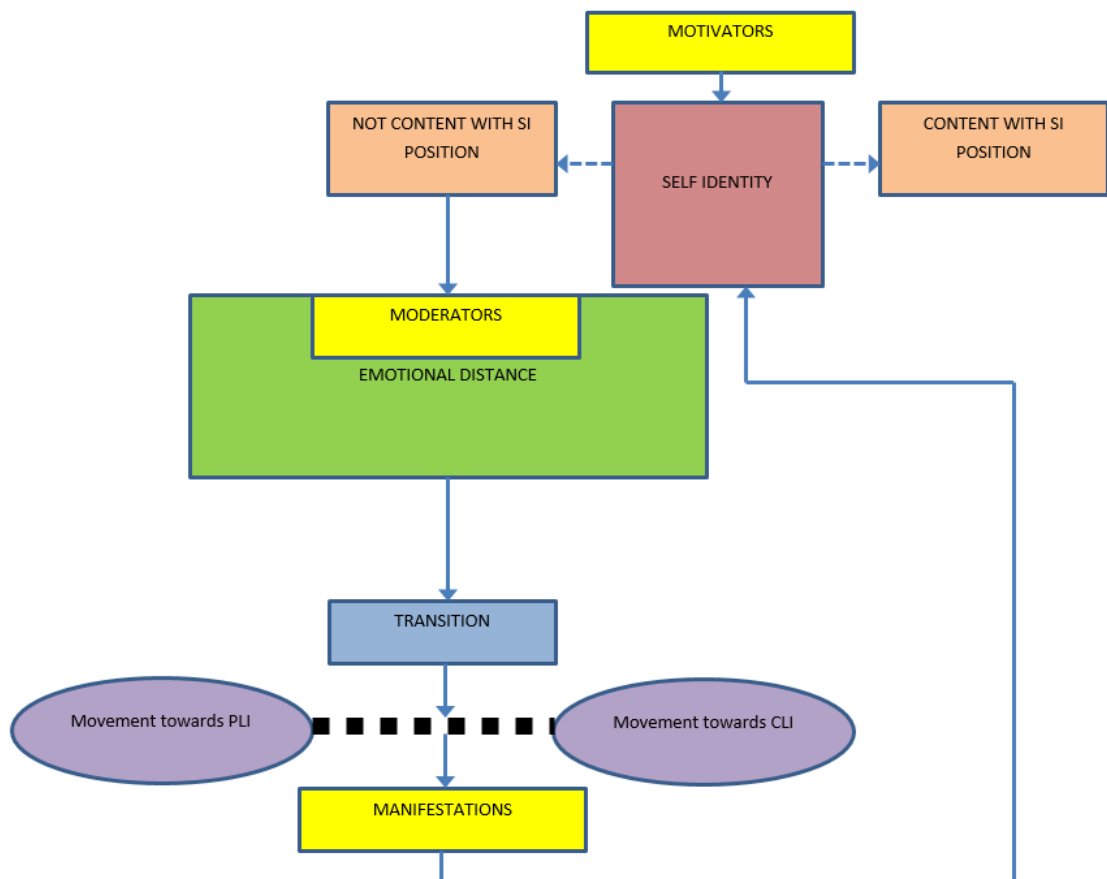 MOTIVATORS
NOT CONTENT WITH SI
POSITION
SELF IDENTITY
CONTENT WITH SI
POSITION
MODERATORS
EMOTIONAL DISTANCE
TRANSITION
Movement towards PLI
Movement towards CLI
MANIFESTATIONS